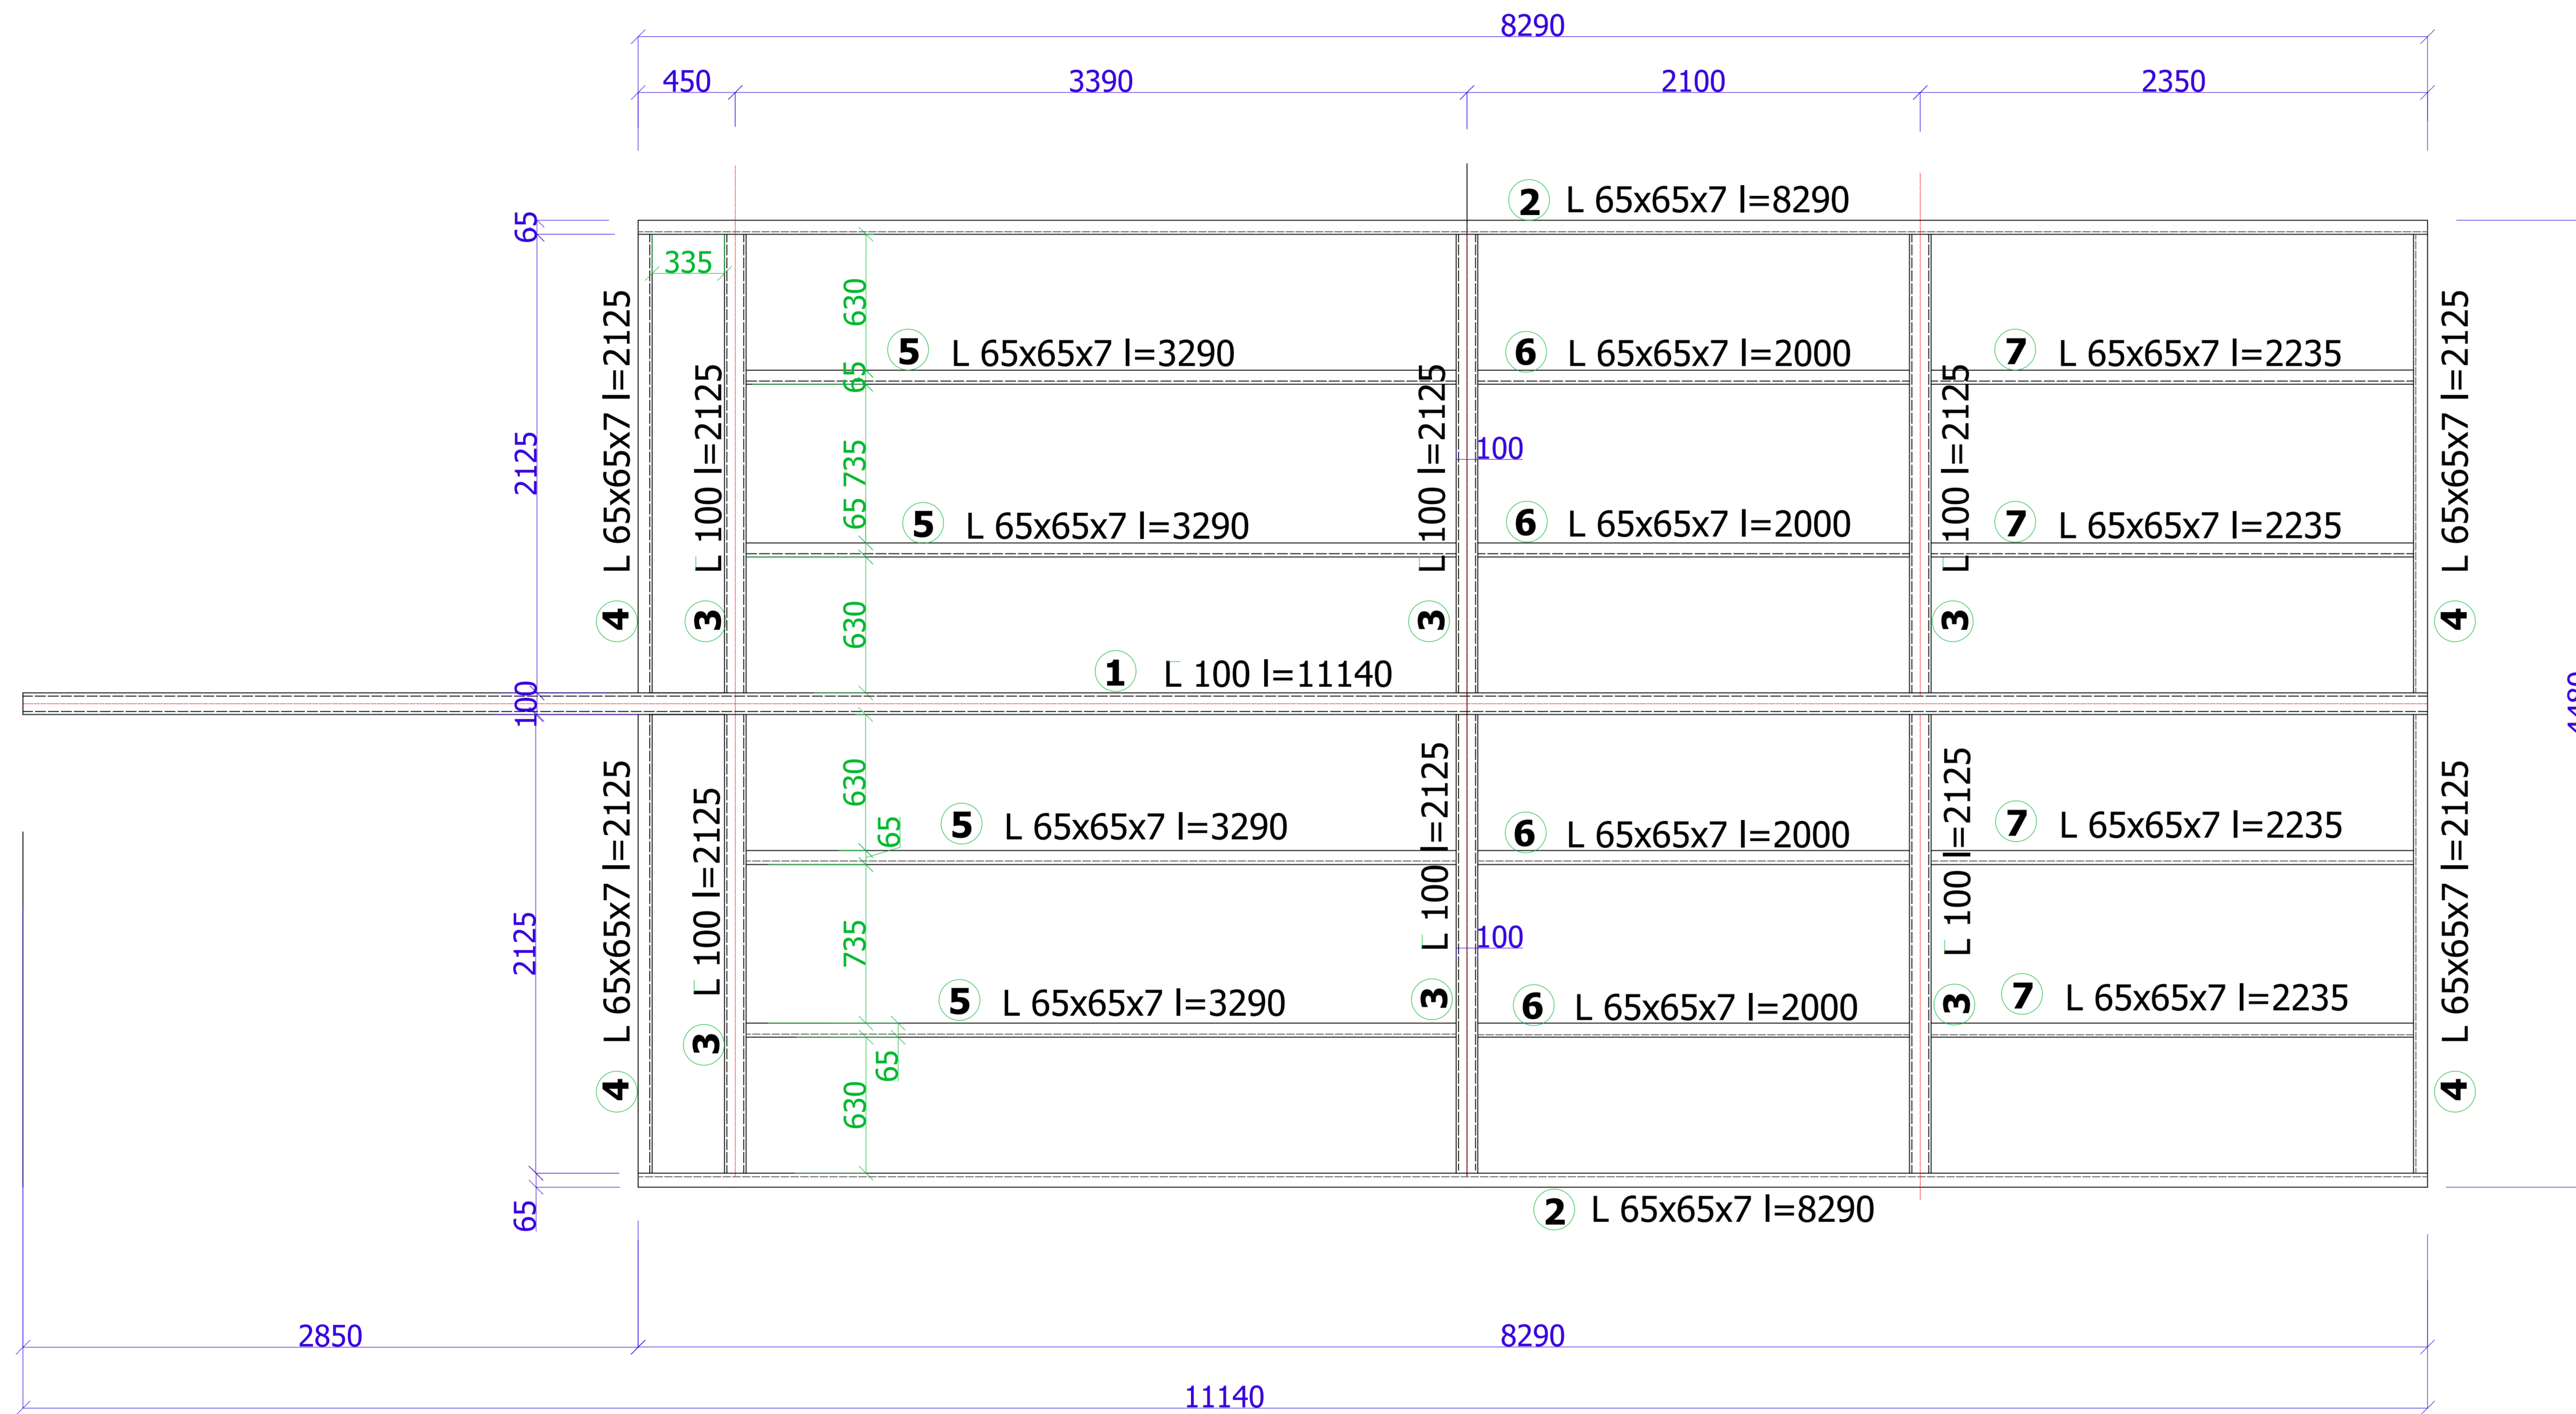 8290
450
3390
2100
2350
2 L 65x65x7 l=8290
65
335
630
4 L 65x65x7 l=2125
3 L 100 l=2125
2125
5 L 65x65x7 l=3290
65
6 L 65x65x7 l=2000
7 L 65x65x7 l=2235
3 L 100 l=2125
3 L 100 l=2125
4 L 65x65x7 l=2125
735
100
65
5 L 65x65x7 l=3290
6 L 65x65x7 l=2000
7 L 65x65x7 l=2235
630
1 L 100 l=11140
100
4480
630
65
4 L 65x65x7 l=2125
3 L 100 l=2125
2125
5 L 65x65x7 l=3290
6 L 65x65x7 l=2000
7 L 65x65x7 l=2235
3 L 100 l=2125
3 L 100 l=2125
4 L 65x65x7 l=2125
735
100
5 L 65x65x7 l=3290
6 L 65x65x7 l=2000
7 L 65x65x7 l=2235
65
630
65
2 L 65x65x7 l=8290
2850
8290
11140